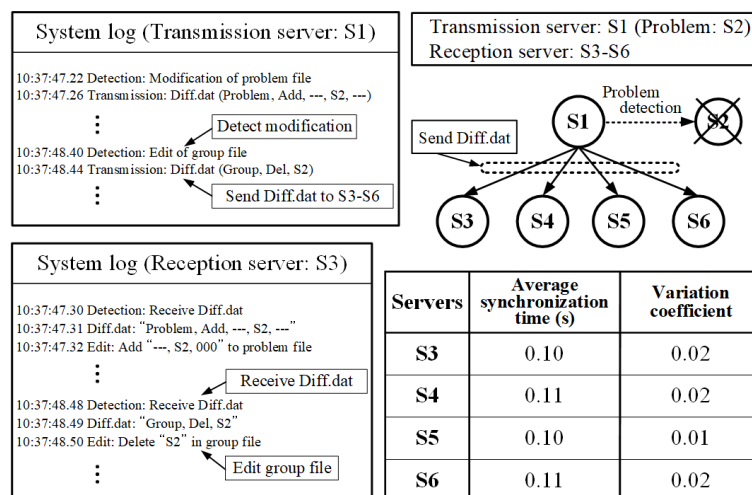 System log (Transmission server: S1)
10:37:47.22 Detection: Modification of problem file
10:37:47.26 Transmission: Diff.dat (Problem, Add, ---, S2, ---)
⋮
Detect modification
10:37:48.40 Detection: Edit of group file
10:37:48.44 Transmission: Diff.dat (Group, Del, S2)
⋮
Send Diff.dat to S3-S6
System log (Reception server: S3)
10:37:47.30 Detection: Receive Diff.dat
10:37:47.31 Diff.dat: “Problem, Add, ---, S2, ---”
10:37:47.32 Edit: Add “---, S2, 000” to problem file
⋮
Receive Diff.dat
10:37:48.48 Detection: Receive Diff.dat
10:37:48.49 Diff.dat: “Group, Del, S2”
10:37:48.50 Edit: Delete “S2” in group file
⋮
Edit group file
Transmission server: S1 (Problem: S2)
Reception server: S3-S6
Problem
detection
S1
S2
Send Diff.dat
S3 S4 S5 S6
Servers Average synchronization time (s) Variation coefficient
S3 0.10 0.02
S4 0.11 0.02
S5 0.10 0.01
S6 0.11 0.02